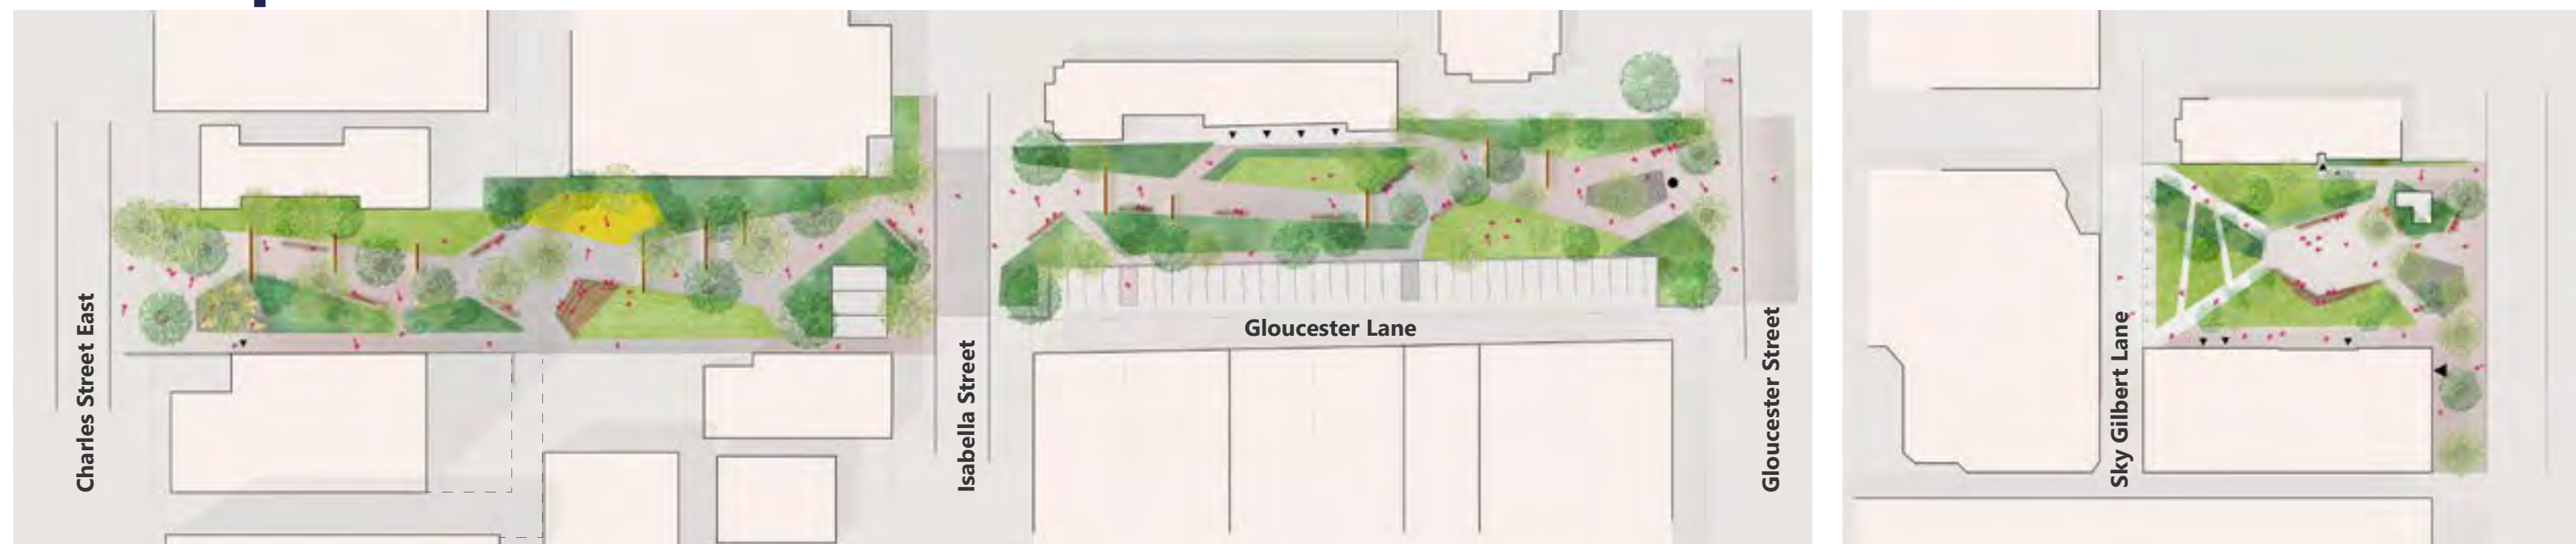 Charles Street East
Isabella Street
Gloucester Lane
Gloucester Street
Sky Gilbert Lane